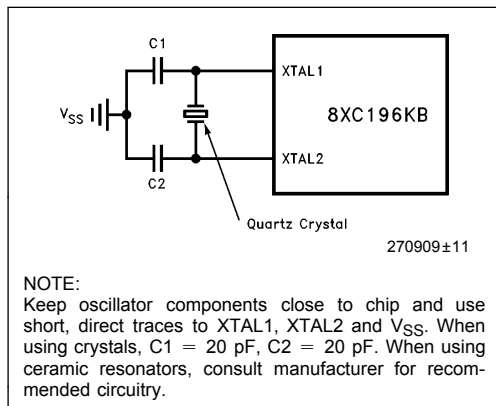 C1
XTAL1
8XC196KB
VSS
XTAL2
C2
Quartz Crystal
270909±11
NOTE:
Keep oscillator components close to chip and use
short, direct traces to XTAL1, XTAL2 and VSS. When
using crystals, C1 = 20 pF, C2 = 20 pF. When using
ceramic resonators, consult manufacturer for recom-
mended circuitry.